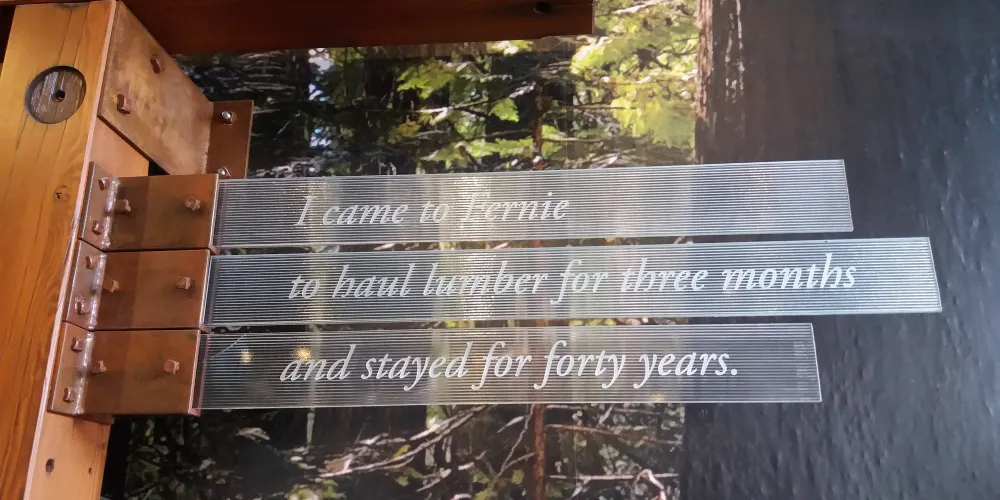 I came to Fernie
to haul lumber for three months
and stayed for forty years.